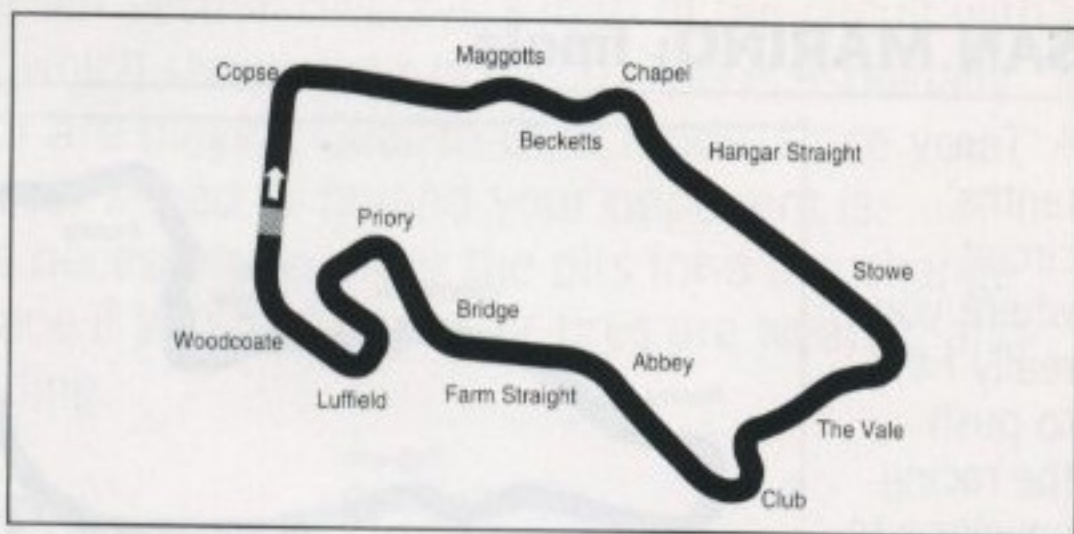 Maggotts
Copse
Chapel
Becketts
Hangar Straight
Priory
Stowe
Bridge
Woodcoate
Abbey
Luffield
Farm Straight
The Vale
Club
SAN MARINO: Imola